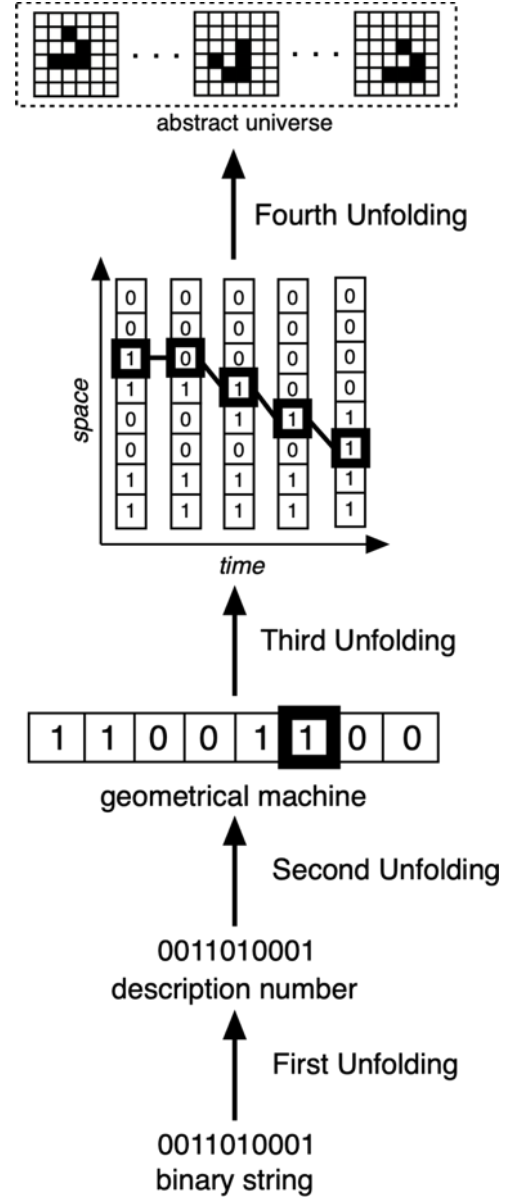 abstract universe
Fourth Unfolding
space
0 0 0 0 0
0 0 0 0 0
1 0 0 0 0
1 1 1 0 0
0 0 1 1 1
0 0 0 0 1
1 1 1 1 1
1 1 1 1 1
time
Third Unfolding
1 1 0 0 1 1 0 0
geometrical machine
Second Unfolding
0011010001
description number
First Unfolding
0011010001
binary string